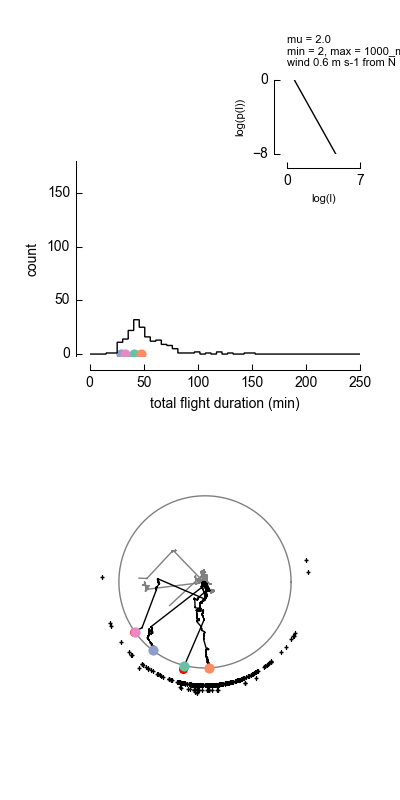 mu = 2.0
min = 2, max = 1000_m
wind 0.6 m s-1 from N
0
−8
log(p(l))
0
7
log(l)
150
100
50
0
count
0
50
100
150
200
250
total flight duration (min)